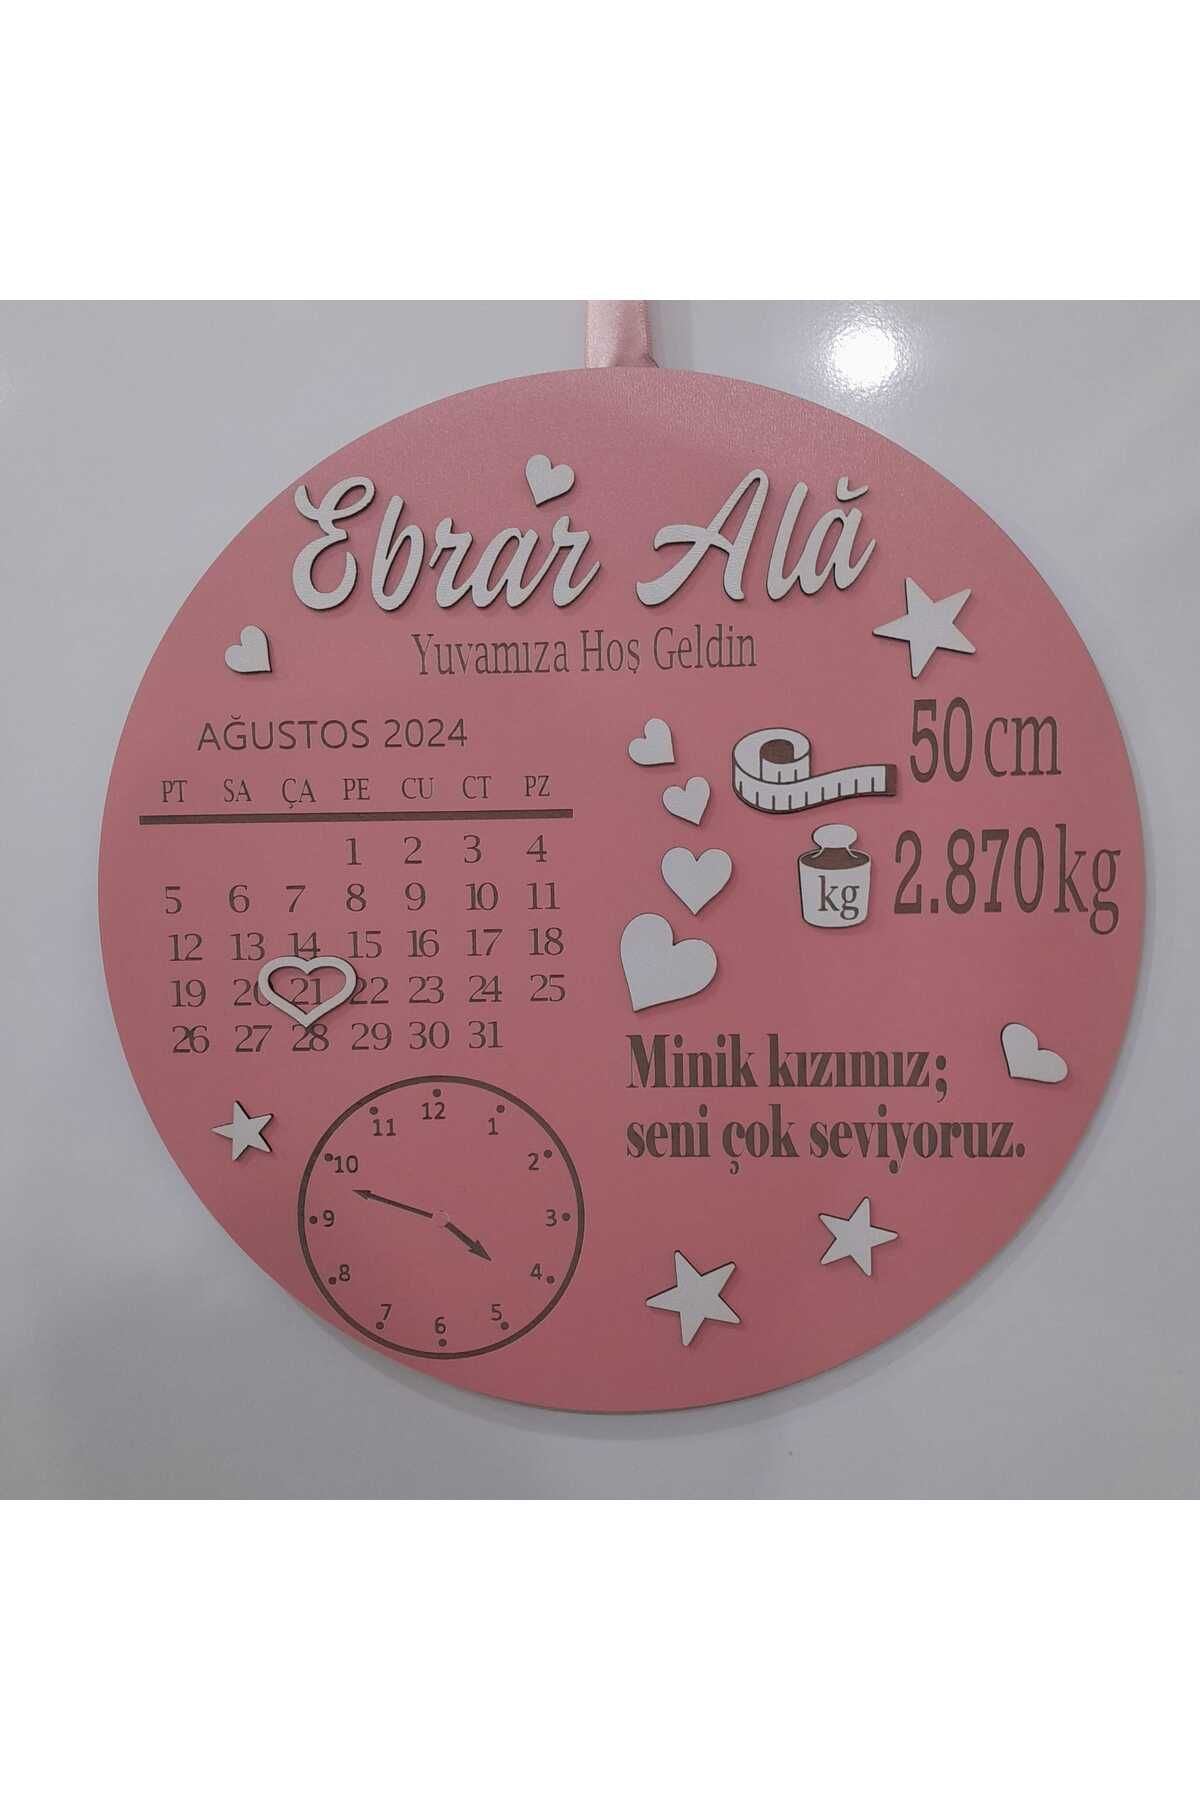 Ebrar Ală
Yuvamıza Hoş Geldin
AĞUSTOS 2024
PT SA ÇA PE CU CT PZ
1 2 3 4
5 6 7 8 9 10 11
12 13 14 15 16 17 18
19 20 21 22 23 24 25
26 27 28 29 30 31
50 cm
kg 2.870 kg
Minik kızımız;
seni çok seviyoruz.
12
11 1
10 2
9 3
8 4
7 5
6